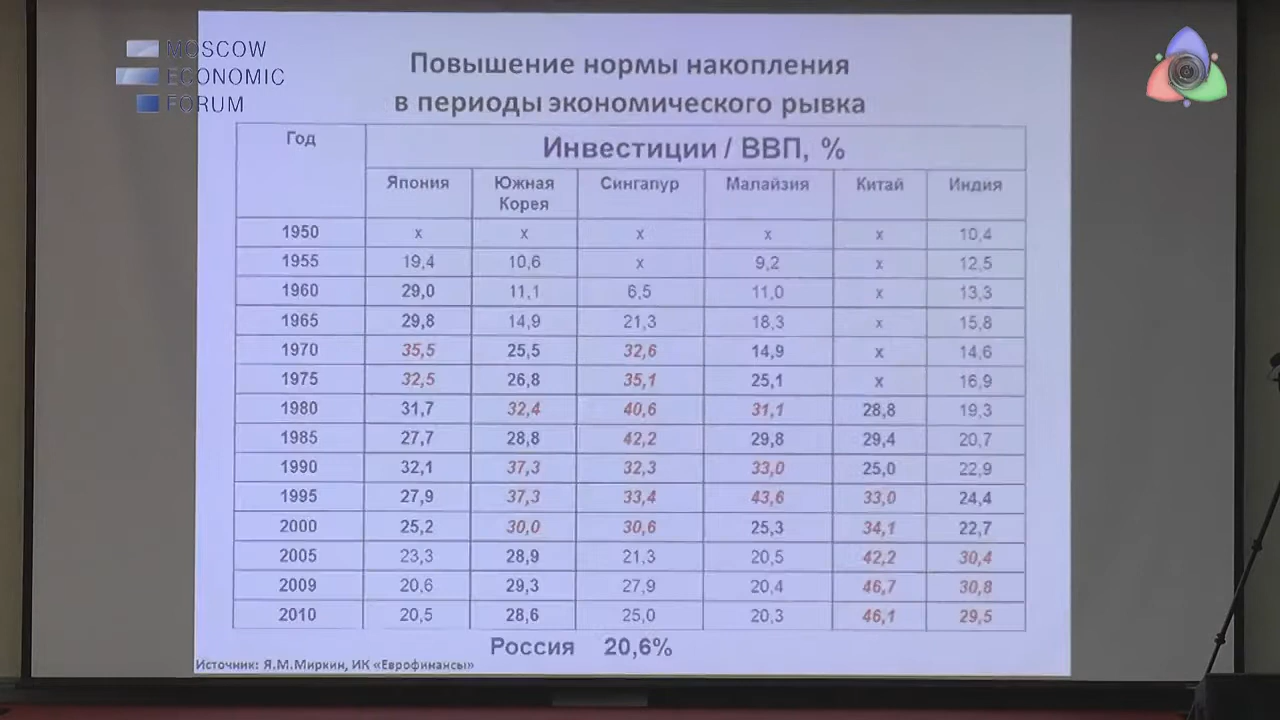 MOSCOW
ECONOMIC
FORUM
Повышение нормы накопления
в периоды экономического рывка
Год Инвестиции / ВВП, %
Япония Южная Корея Сингапур Малайзия Китай Индия
1950 x x x x x 10,4
1955 19,4 10,6 x 9,2 x 12,5
1960 29,0 11,1 6,5 11,0 x 13,3
1965 29,8 14,9 21,3 18,3 x 15,8
1970 35,5 25,5 32,6 14,9 x 14,6
1975 32,5 26,8 35,1 25,1 x 16,9
1980 31,7 32,4 40,6 31,1 28,8 19,3
1985 27,7 28,8 42,2 29,8 29,4 20,7
1990 32,1 37,3 32,3 33,0 25,0 22,9
1995 27,9 37,3 33,4 43,6 33,0 24,4
2000 25,2 30,0 30,6 25,3 34,1 22,7
2005 23,3 28,9 21,3 20,5 42,2 30,4
2009 20,6 29,3 27,9 20,4 46,7 30,8
2010 20,5 28,6 25,0 20,3 46,1 29,5
Россия 20,6%
Источник: Я.М.Миркин, ИК «Еврофинансы»